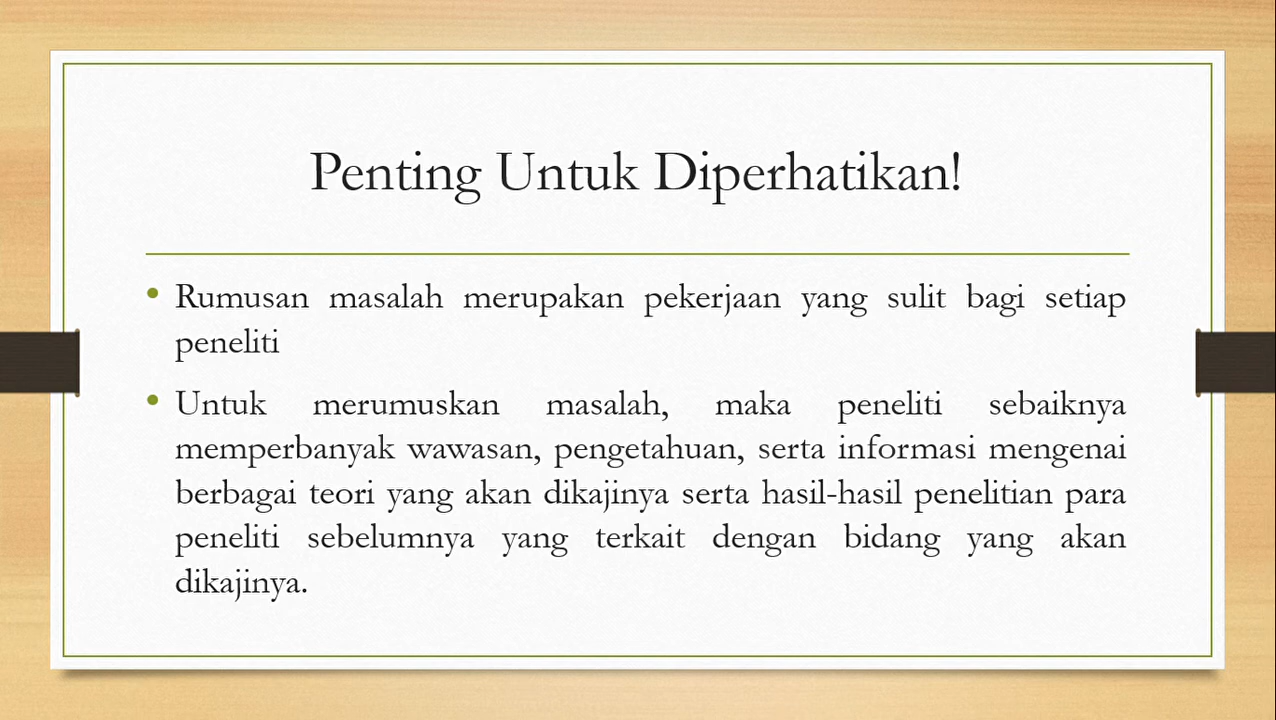 Penting Untuk Diperhatikan!
• Rumusan masalah merupakan pekerjaan yang sulit bagi setiap
peneliti
• Untuk merumuskan masalah, maka peneliti sebaiknya
memperbanyak wawasan, pengetahuan, serta informasi mengenai
berbagai teori yang akan dikajinya serta hasil-hasil penelitian para
peneliti sebelumnya yang terkait dengan bidang yang akan
dikajinya.